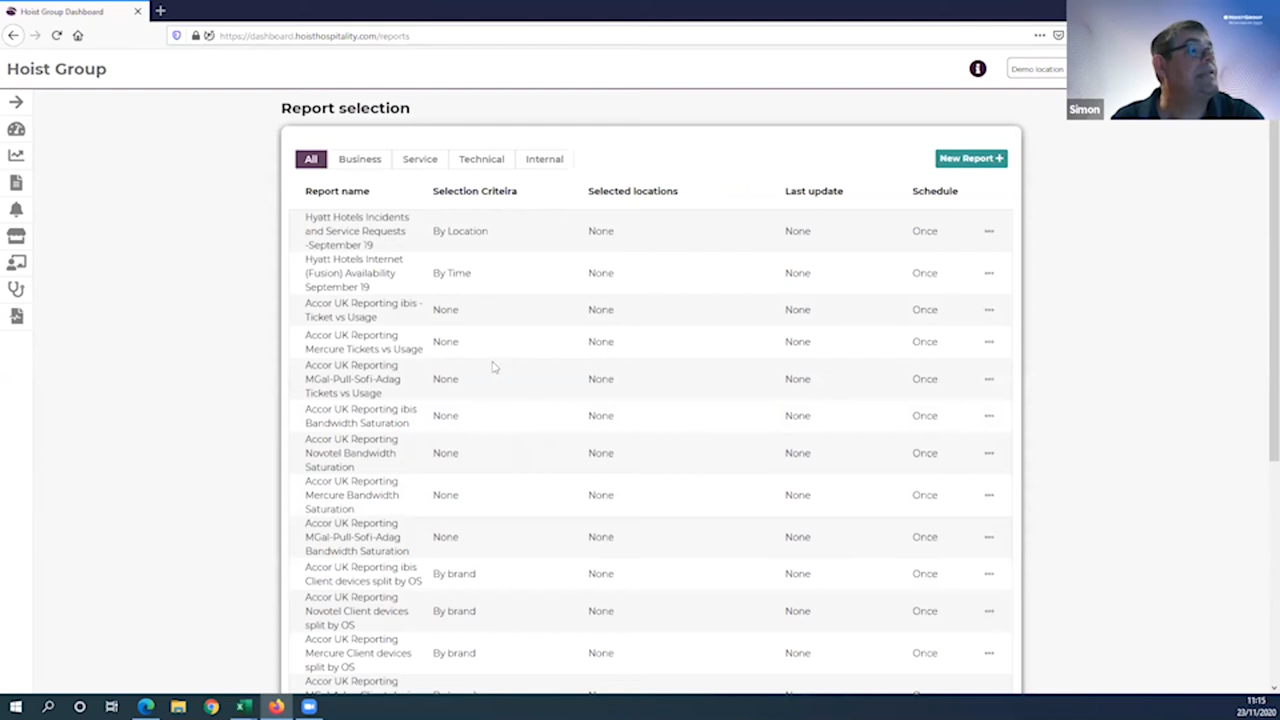 Hoist Group Dashboard
https://dashboard.hoisthospitality.com/reports
HOISTGROUP
Hoist Group
Demo location
Simon
Report selection
All Business Service Technical Internal
New Report +
Report name Selection Criteira Selected locations Last update Schedule
Hyatt Hotels Incidents
and Service Requests
-September 19
By Location None None Once ...
Hyatt Hotels Internet
(Fusion) Availability
September 19
By Time None None Once ...
Accor UK Reporting ibis -
Ticket vs Usage
None None None Once ...
Accor UK Reporting
Mercure Tickets vs Usage
None None None Once ...
Accor UK Reporting
MGal-Pull-Sofi-Adag
Tickets vs Usage
None None None Once ...
Accor UK Reporting ibis
Bandwidth Saturation
None None None Once ...
Accor UK Reporting
Novotel Bandwidth
Saturation
None None None Once ...
Accor UK Reporting
Mercure Bandwidth
Saturation
None None None Once ...
Accor UK Reporting
MGal-Pull-Sofi-Adag
Bandwidth Saturation
None None None Once ...
Accor UK Reporting ibis
Client devices split by OS
By brand None None Once ...
Accor UK Reporting
Novotel Client devices
split by OS
By brand None None Once ...
Accor UK Reporting
Mercure Client devices
split by OS
By brand None None Once ...
Accor UK Reporting
11:15
23/11/2020